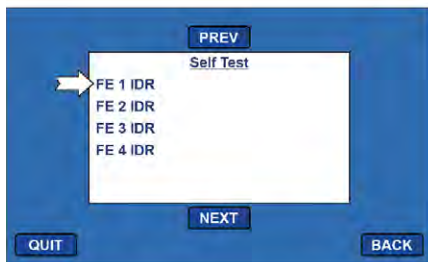 PREV
Self Test
FE 1 IDR
FE 2 IDR
FE 3 IDR
FE 4 IDR
NEXT
QUIT
BACK